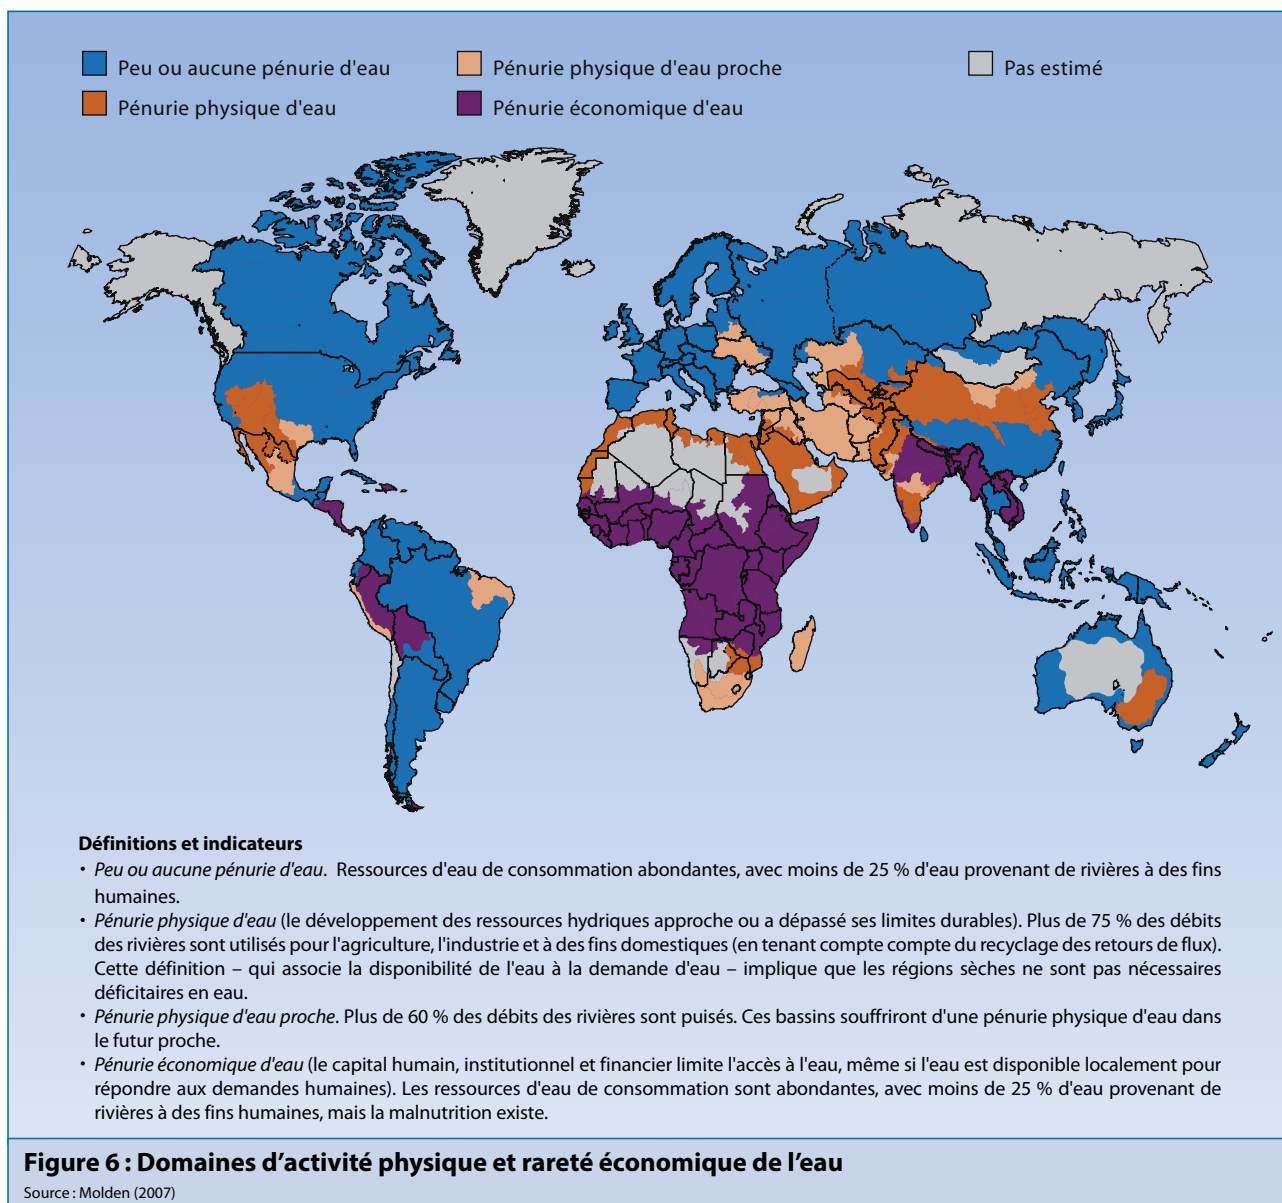 Peu ou aucune pénurie d'eau
Pénurie physique d'eau proche
Pas estimé
Pénurie physique d'eau
Pénurie économique d'eau
Définitions et indicateurs
• Peu ou aucune pénurie d'eau. Ressources d'eau de consommation abondantes, avec moins de 25 % d'eau provenant de rivières à des fins
humaines.
• Pénurie physique d'eau (le développement des ressources hydriques approche ou a dépassé ses limites durables). Plus de 75 % des débits
des rivières sont utilisés pour l'agriculture, l'industrie et à des fins domestiques (en tenant compte compte du recyclage des retours de flux).
Cette définition – qui associe la disponibilité de l'eau à la demande d'eau – implique que les régions sèches ne sont pas nécessaires
déficitaires en eau.
• Pénurie physique d'eau proche. Plus de 60 % des débits des rivières sont puisés. Ces bassins souffriront d'une pénurie physique d'eau dans
le futur proche.
• Pénurie économique d'eau (le capital humain, institutionnel et financier limite l'accès à l'eau, même si l'eau est disponible localement pour
répondre aux demandes humaines). Les ressources d'eau de consommation sont abondantes, avec moins de 25 % d'eau provenant de
rivières à des fins humaines, mais la malnutrition existe.
Figure 6 : Domaines d'activité physique et rareté économique de l'eau
Source : Molden (2007)